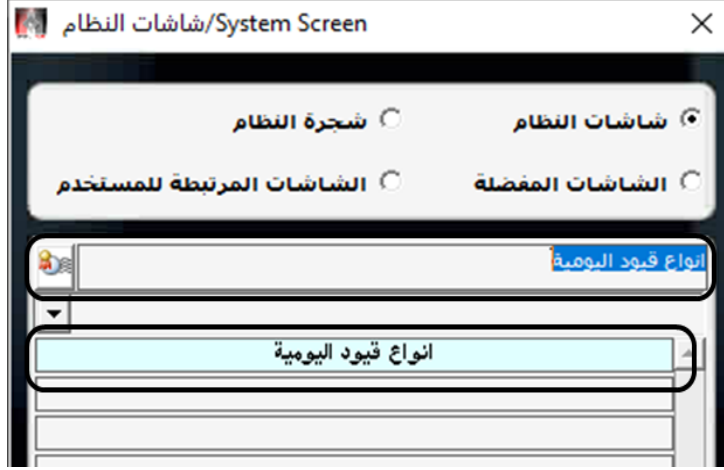 شاشات النظام/System Screen
شاشات النظام
شجرة النظام
الشاشات المفضلة
الشاشات المرتبطة للمستخدم
انواع قيود اليومية
انواع قيود اليومية